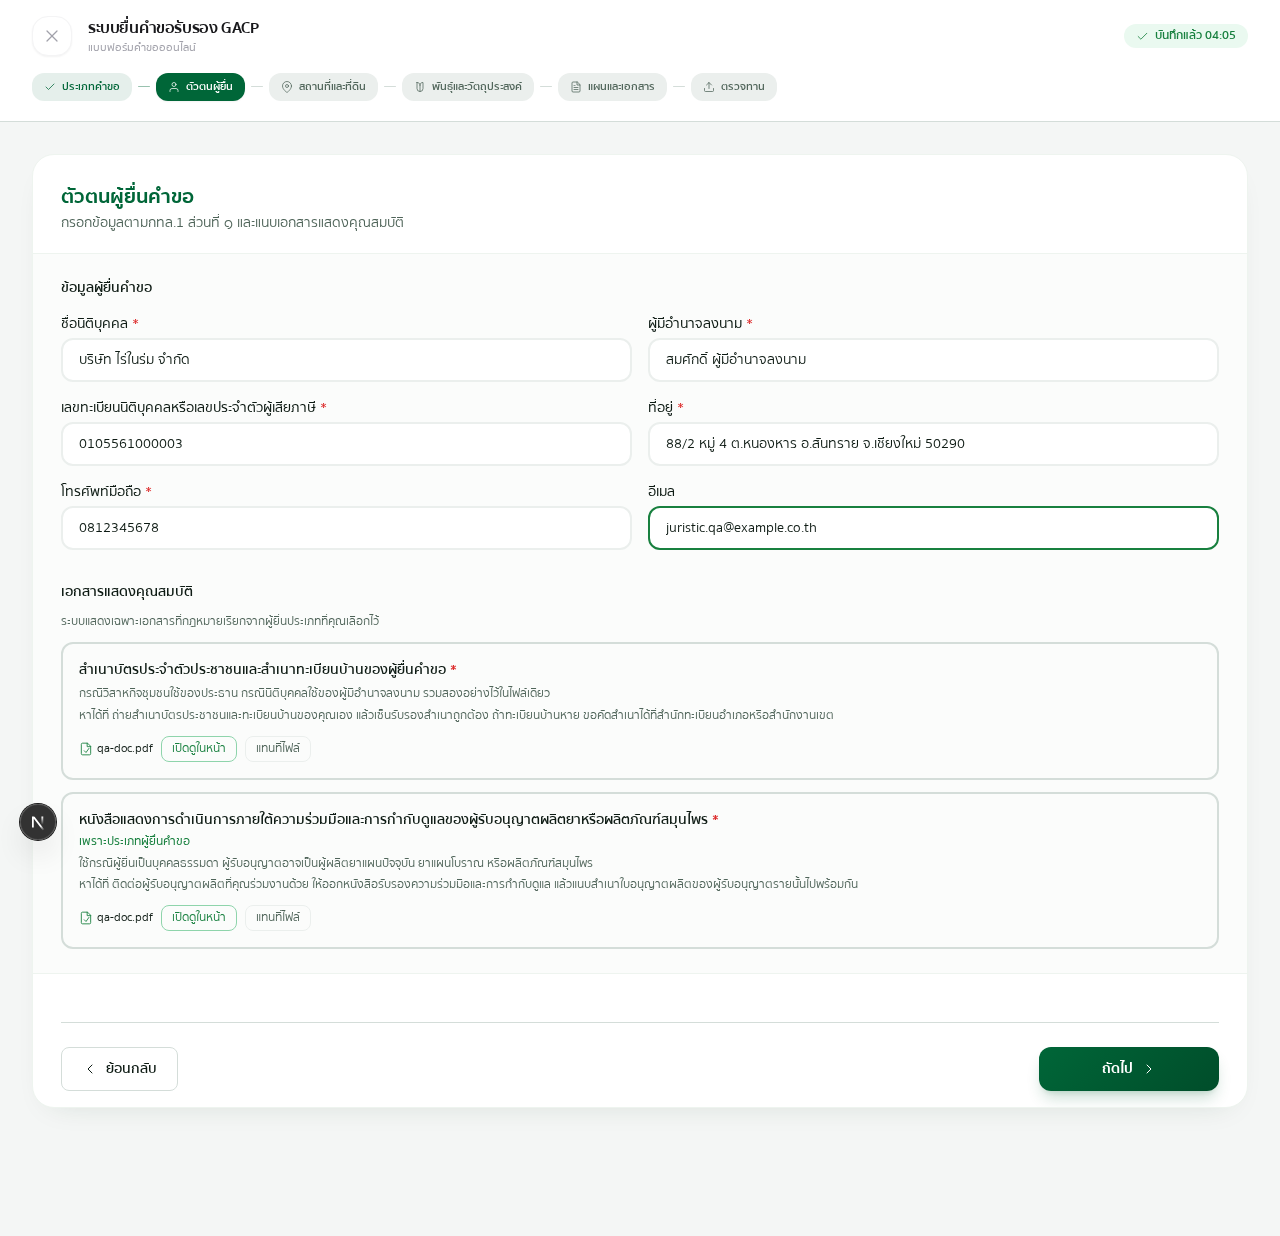 ระบบยื่นคำขอรับรอง GACP
แบบฟอร์มคำขอออนไลน์
บันทึกแล้ว 04:05
ประเภทคำขอ
ตัวตนผู้ยื่น
สถานที่และที่ดิน
พันธุ์และวัตถุประสงค์
แผนและเอกสาร
ตรวจทาน
ตัวตนผู้ยื่นคำขอ
กรอกข้อมูลตามกทล.1 ส่วนที่ ๑ และแนบเอกสารแสดงคุณสมบัติ
ข้อมูลผู้ยื่นคำขอ
ชื่อนิติบุคคล *
ผู้มีอำนาจลงนาม *
บริษัท ไร่ในร่ม จำกัด
สมศักดิ์ ผู้มีอำนาจลงนาม
เลขทะเบียนนิติบุคคลหรือเลขประจำตัวผู้เสียภาษี *
ที่อยู่ *
0105561000003
88/2 หมู่ 4 ต.หนองหาร อ.สันทราย จ.เชียงใหม่ 50290
โทรศัพท์มือถือ *
อีเมล
0812345678
juristic.qa@example.co.th
เอกสารแสดงคุณสมบัติ
ระบบแสดงเฉพาะเอกสารที่กฎหมายเรียกจากผู้ยื่นประเภทที่คุณเลือกไว้
สำเนาบัตรประจำตัวประชาชนและสำเนาทะเบียนบ้านของผู้ยื่นคำขอ *
กรณีวิสาหกิจชุมชนใช้ของประธาน กรณีนิติบุคคลใช้ของผู้มีอำนาจลงนาม รวมสองอย่างไว้ในไฟล์เดียว
หาได้ที่ ถ่ายสำเนาบัตรประชาชนและทะเบียนบ้านของคุณเอง แล้วเซ็นรับรองสำเนาถูกต้อง ถ้าทะเบียนบ้านหาย ขอคัดสำเนาได้ที่สำนักทะเบียนอำเภอหรือสำนักงานเขต
qa-doc.pdf
เปิดดูในหน้า
แทนที่ไฟล์
หนังสือแสดงการดำเนินการภายใต้ความร่วมมือและการกำกับดูแลของผู้รับอนุญาตผลิตยาหรือผลิตภัณฑ์สมุนไพร *
เพราะประเภทผู้ยื่นคำขอ
ใช้กรณีผู้ยื่นเป็นบุคคลธรรมดา ผู้รับอนุญาตอาจเป็นผู้ผลิตยาแผนปัจจุบัน ยาแผนโบราณ หรือผลิตภัณฑ์สมุนไพร
หาได้ที่ ติดต่อผู้รับอนุญาตผลิตที่คุณร่วมงานด้วย ให้ออกหนังสือรับรองความร่วมมือและการกำกับดูแล แล้วแนบสำเนาใบอนุญาตผลิตของผู้รับอนุญาตรายนั้นไปพร้อมกัน
qa-doc.pdf
เปิดดูในหน้า
แทนที่ไฟล์
N
ย้อนกลับ
ถัดไป